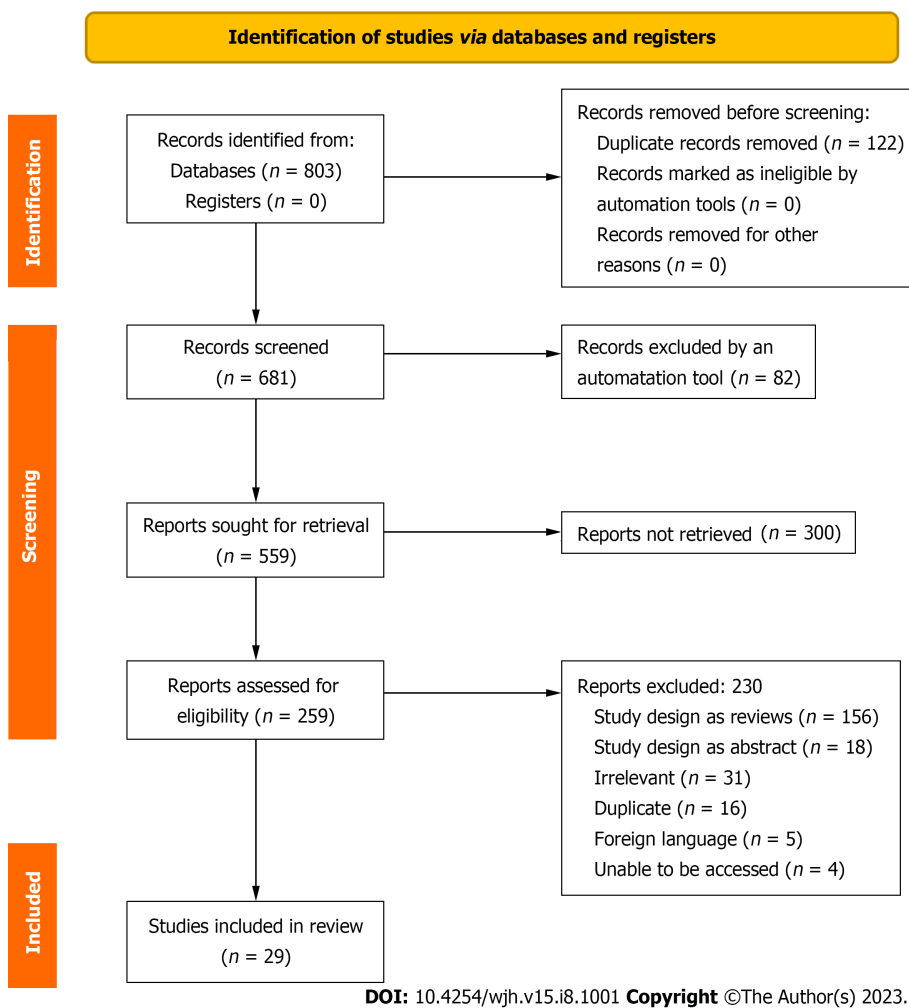 Identification of studies via databases and registers
Identification
Records identified from:
Databases (n = 803)
Registers (n = 0)
Records removed before screening:
Duplicate records removed (n = 122)
Records marked as ineligible by
automation tools (n = 0)
Records removed for other
reasons (n = 0)
Screening
Records screened
(n = 681)
Records excluded by an
automatation tool (n = 82)
Reports sought for retrieval
(n = 559)
Reports not retrieved (n = 300)
Reports assessed for
eligibility (n = 259)
Reports excluded: 230
Study design as reviews (n = 156)
Study design as abstract (n = 18)
Irrelevant (n = 31)
Duplicate (n = 16)
Foreign language (n = 5)
Unable to be accessed (n = 4)
Included
Studies included in review
(n = 29)
DOI: 10.4254/wjh.v15.i8.1001 Copyright ©The Author(s) 2023.